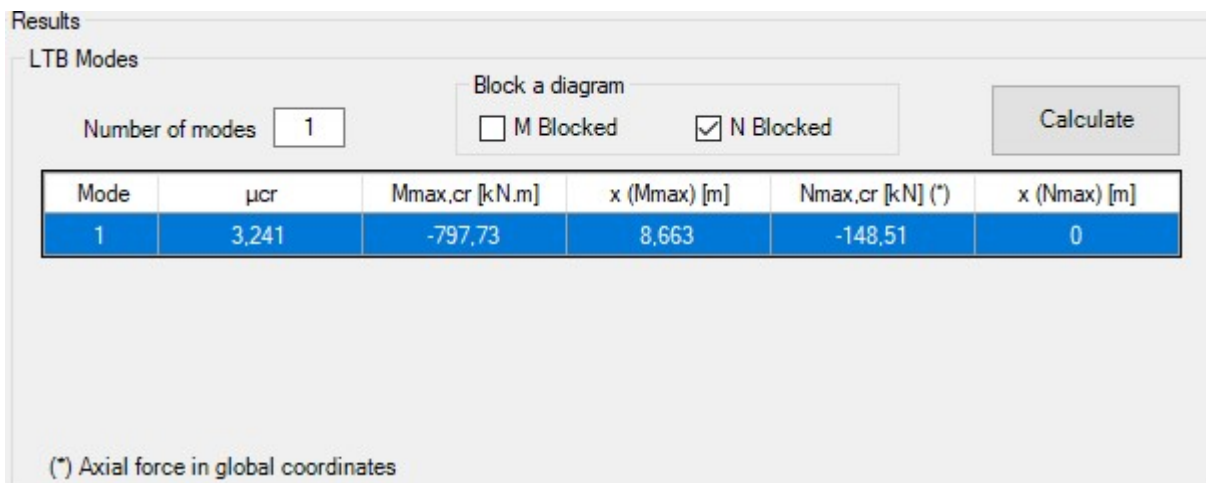 Results
LTB Modes
Block a diagram
Number of modes 1 M Blocked N Blocked Calculate
Mode µcr Mmax,cr [kN.m] x (Mmax) [m] Nmax,cr [kN] (*) x (Nmax) [m]
1 3,241 -797,73 8,663 -148,51 0
(*) Axial force in global coordinates